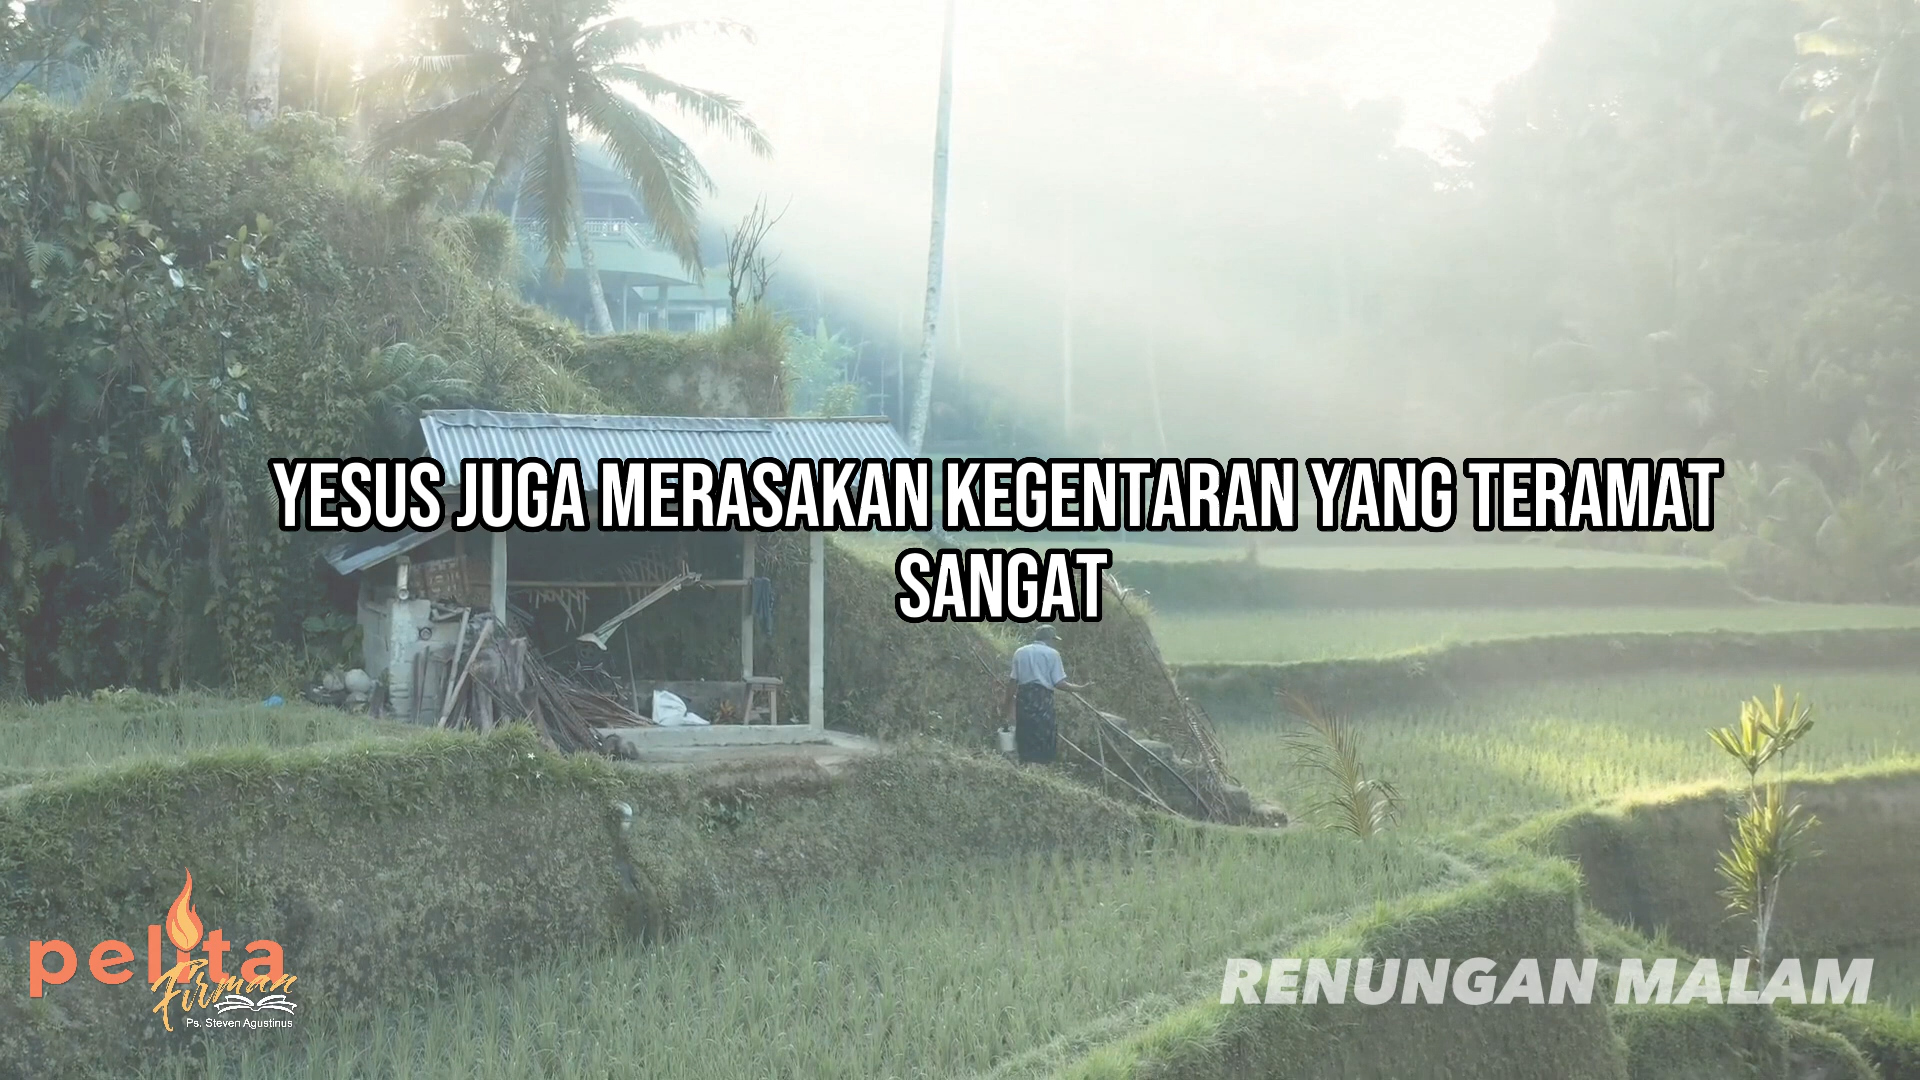 YESUS JUGA MERASAKAN KEGENTARAN YANG TERAMAT
SANGAT
pelita
Firman
Ps. Steven Agustinus
RENUNGAN MALAM